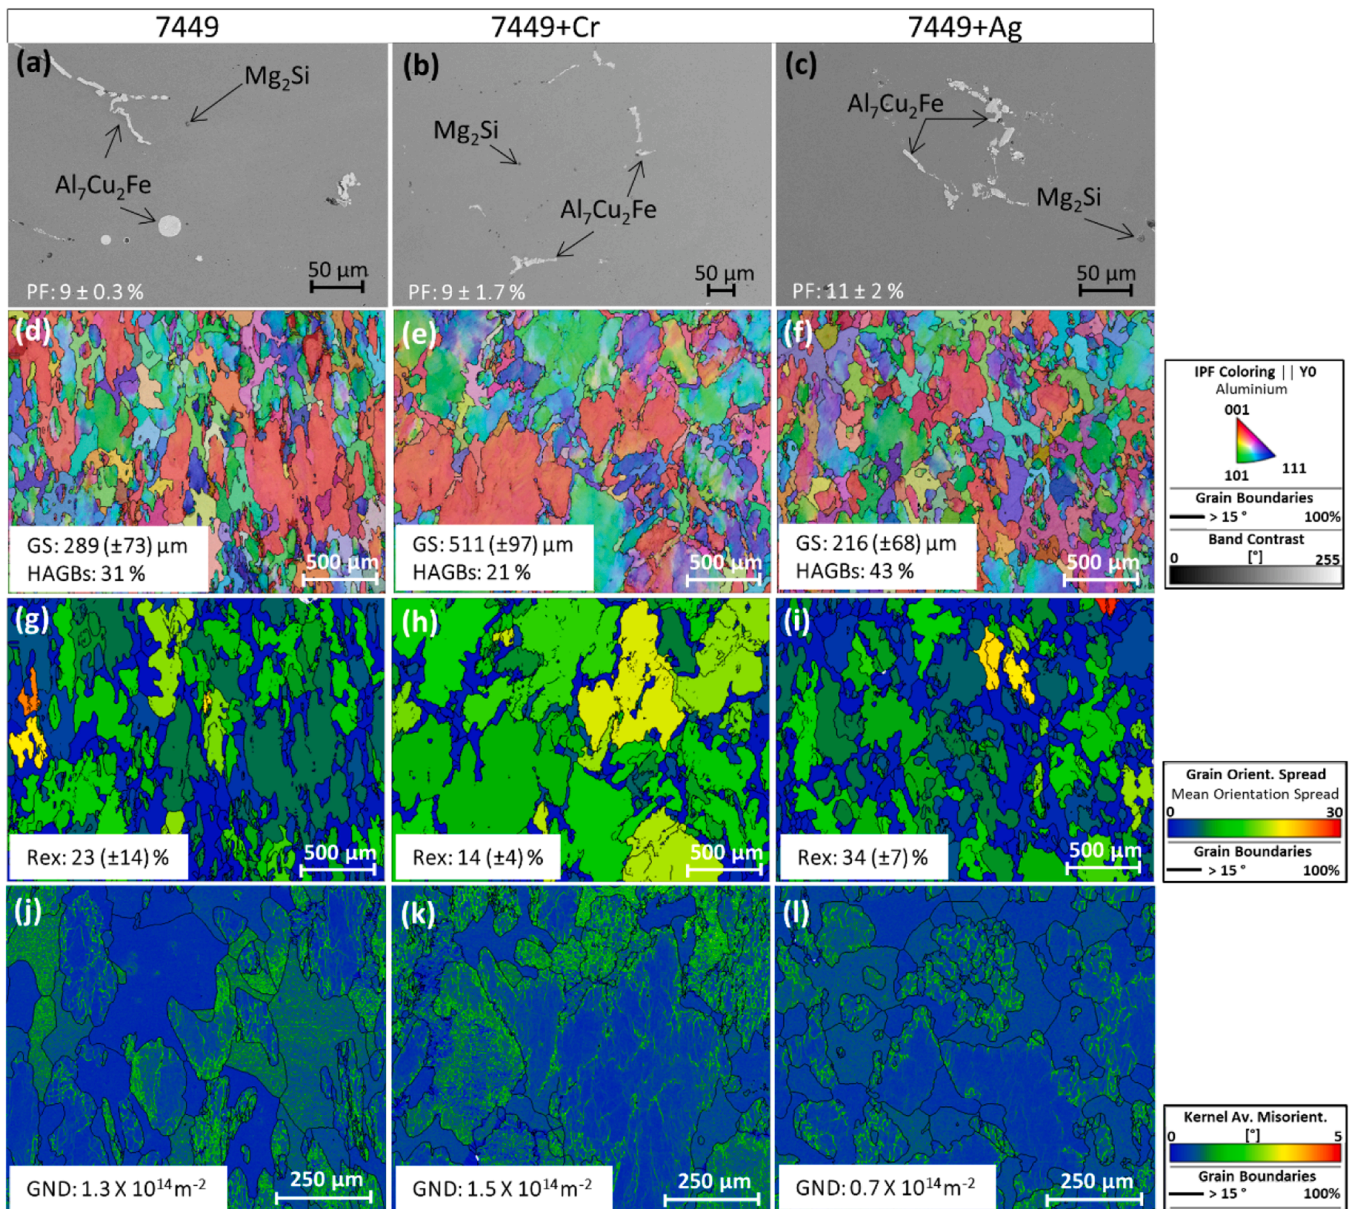 7449 7449+Cr 7449+Ag
(a) Mg₂Si Al₇Cu₂Fe 50 µm PF: 9 ± 0.3 %
(b) Mg₂Si Al₇Cu₂Fe 50 µm PF: 9 ± 1.7 %
(c) Al₇Cu₂Fe Mg₂Si 50 µm PF: 11 ± 2 %
(d) GS: 289 (±73) µm
HAGBs: 31 %
500 µm
(e) GS: 511 (±97) µm
HAGBs: 21 %
500 µm
(f) GS: 216 (±68) µm
HAGBs: 43 %
500 µm
IPF Coloring || Y0
Aluminium
001
101 111
Grain Boundaries
> 15 ° 100%
Band Contrast
0 [°] 255
(g) Rex: 23 (±14) %
500 µm
(h) Rex: 14 (±4) %
500 µm
(i) Rex: 34 (±7) %
500 µm
Grain Orient. Spread
Mean Orientation Spread
0 30
Grain Boundaries
> 15 ° 100%
(j) GND: 1.3 X 10¹⁴m⁻²
250 µm
(k) GND: 1.5 X 10¹⁴m⁻²
250 µm
(l) GND: 0.7 X 10¹⁴m⁻²
250 µm
Kernel Av. Misorient.
0 [°] 5
Grain Boundaries
> 15 ° 100%